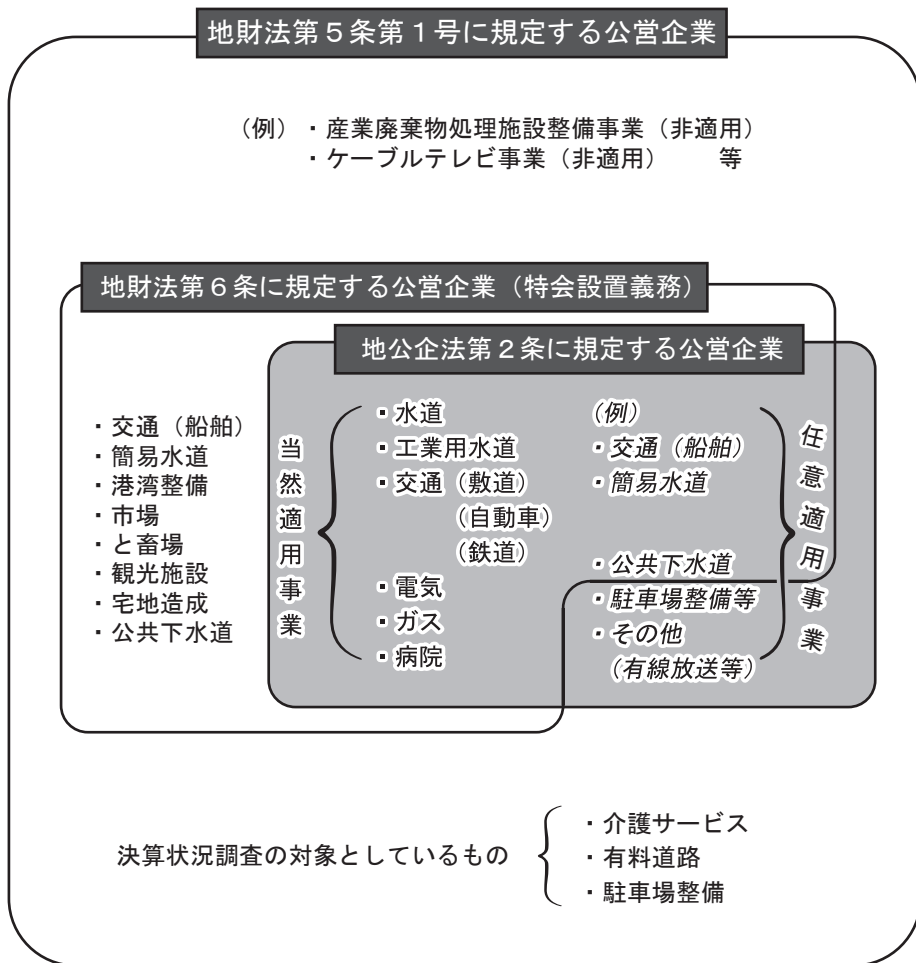 地財法第５条第１号に規定する公営企業
（例）・産業廃棄物処理施設整備事業（非適用）
・ケーブルテレビ事業（非適用）　等
地財法第６条に規定する公営企業（特会設置義務）
地公企法第２条に規定する公営企業
・交通（船舶）
・簡易水道
・港湾整備
・市場
・と畜場
・観光施設
・宅地造成
・公共下水道
当然適用事業
・水道
・工業用水道
・交通（敷道）
（自動車）
（鉄道）
・電気
・ガス
・病院
（例）
・交通（船舶）
・簡易水道
・公共下水道
・駐車場整備等
・その他
（有線放送等）
任意適用事業
決算状況調査の対象としているもの
・介護サービス
・有料道路
・駐車場整備